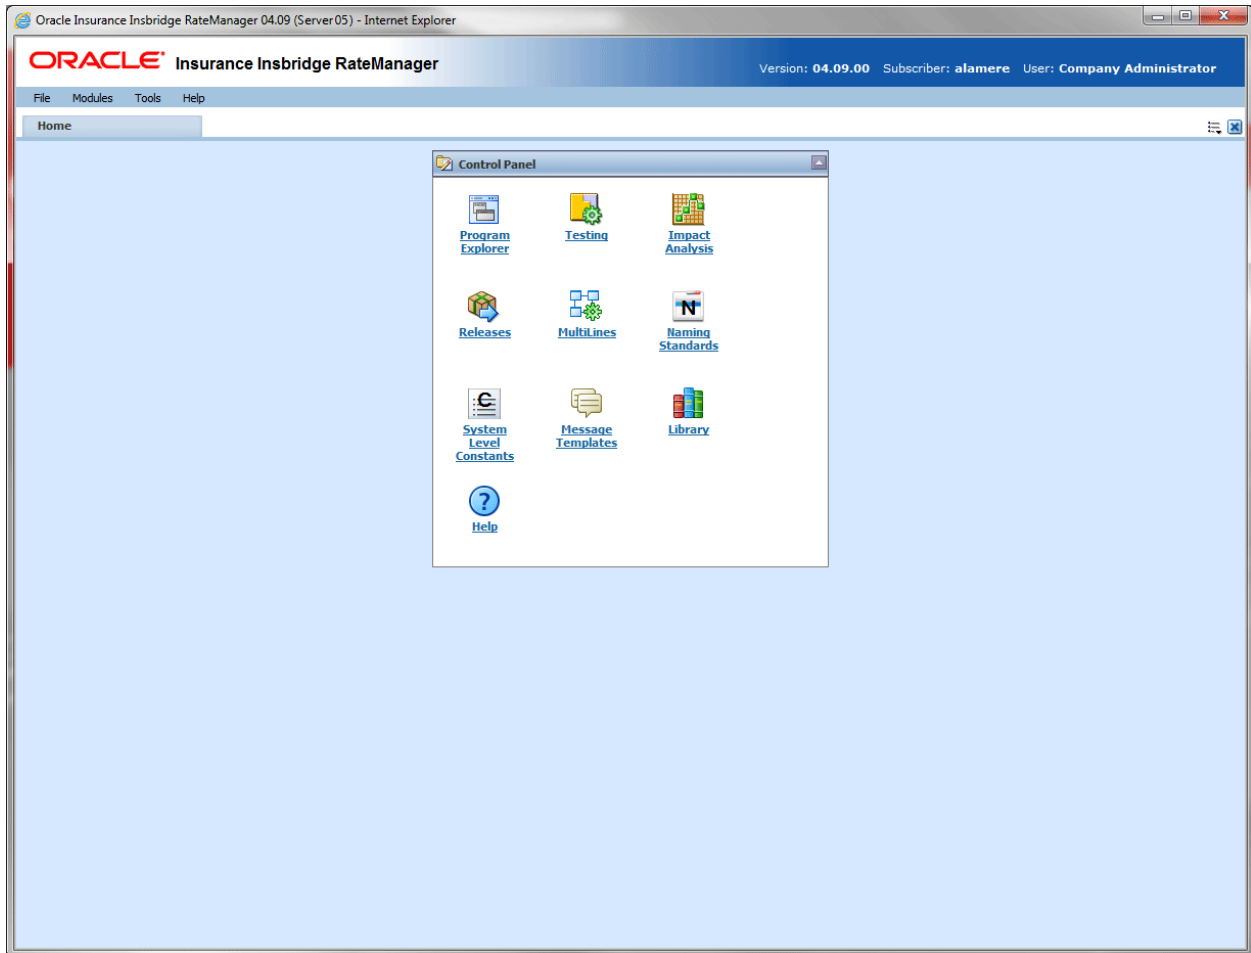 Oracle Insurance Insbridge RateManager 04.09 (Server05) - Internet Explorer
ORACLE Insurance Insbridge RateManager
Version: 04.09.00 Subscriber: alamere User: Company Administrator
File Modules Tools Help
Home
Control Panel
Program
Explorer
Testing
Impact
Analysis
Releases
MultiLines
N
Naming
Standards
C
System
Level
Constants
Message
Templates
Library
?
Help